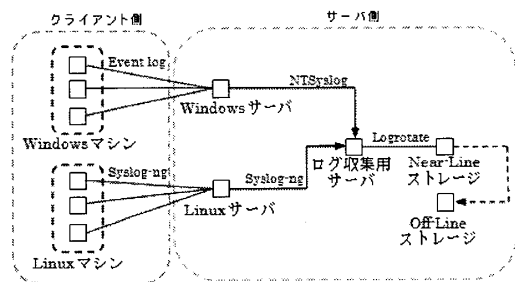 クライアント側
サーバ側
Event log
NTSyslog
Windowsサーバ
Windowsマシン
Logrotate
ログ収集用
サーバ
Near-Line
ストレージ
Syslog-ng
Syslog-ng
Linuxサーバ
Off-Line
ストレージ
Linuxマシン